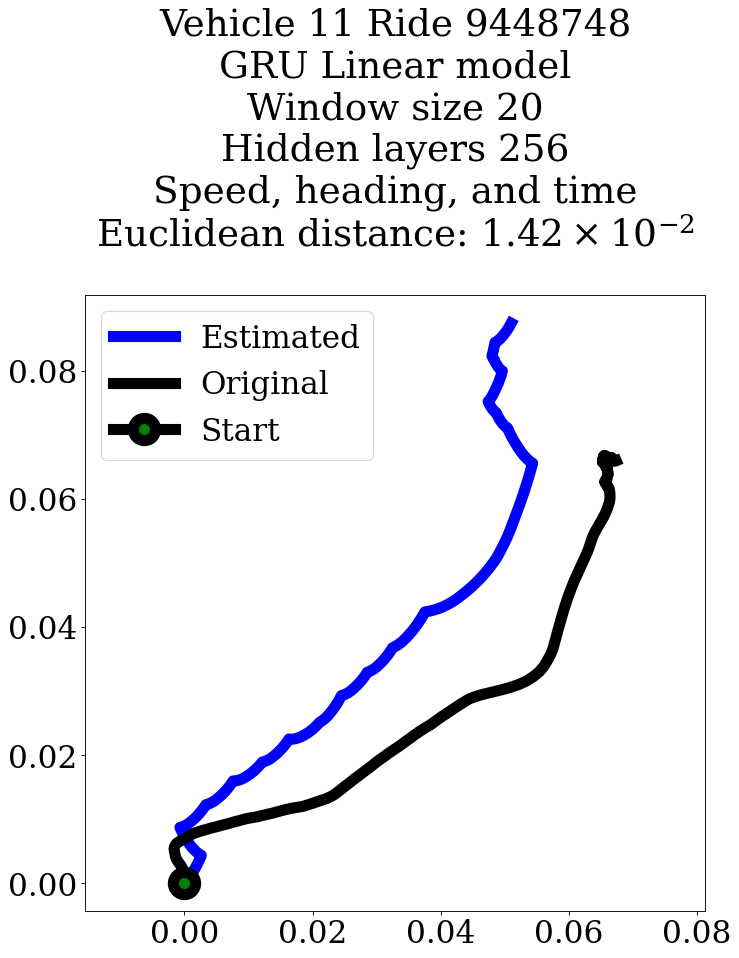 Vehicle 11 Ride 9448748
GRU Linear model
Window size 20
Hidden layers 256
Speed, heading, and time
Euclidean distance: 1.42 × 10⁻²
Estimated
Original
Start
0.08
0.06
0.04
0.02
0.00
0.00 0.02 0.04 0.06 0.08